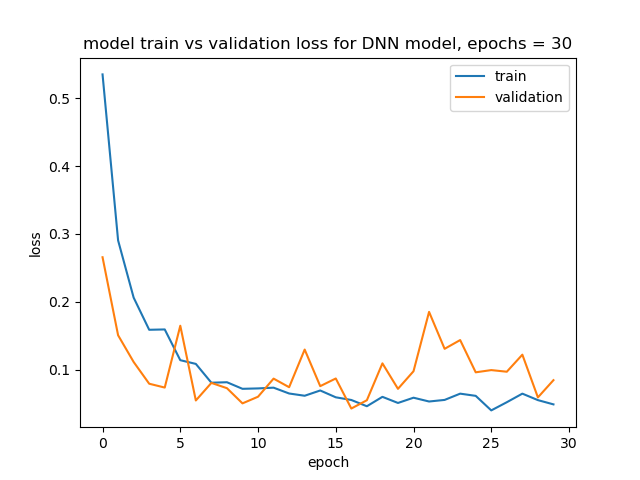 model train vs validation loss for DNN model, epochs = 30
train
validation
0.5
0.4
0.3
0.2
0.1
loss
0 5 10 15 20 25 30
epoch